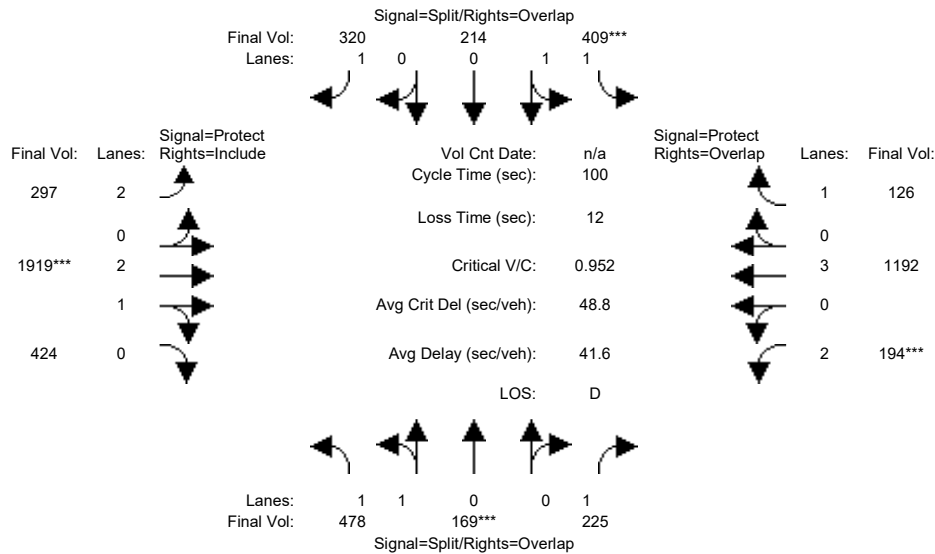 Signal=Split/Rights=Overlap
Final Vol: 320 214 409***
Lanes: 1 0 0 1 1
Signal=Protect
Final Vol: Lanes: Rights=Include
Vol Cnt Date: n/a
Signal=Protect
Rights=Overlap Lanes: Final Vol:
Cycle Time (sec): 100
297 2
1 126
Loss Time (sec): 12
0
0
1919*** 2
Critical V/C: 0.952
3 1192
1
Avg Crit Del (sec/veh): 48.8
0
424 0
Avg Delay (sec/veh): 41.6
2 194***
LOS: D
Lanes: 1 1 0 0 1
Final Vol: 478 169*** 225
Signal=Split/Rights=Overlap